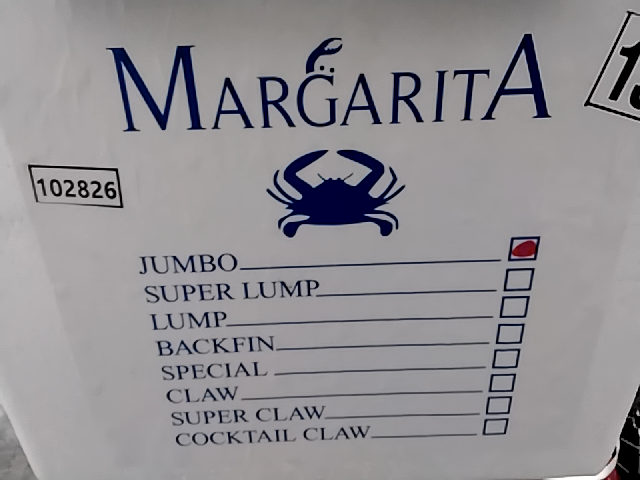 MARGARITA
102826
JUMBO
SUPER LUMP
LUMP
BACKFIN
SPECIAL
CLAW
SUPER CLAW
COCKTAIL CLAW